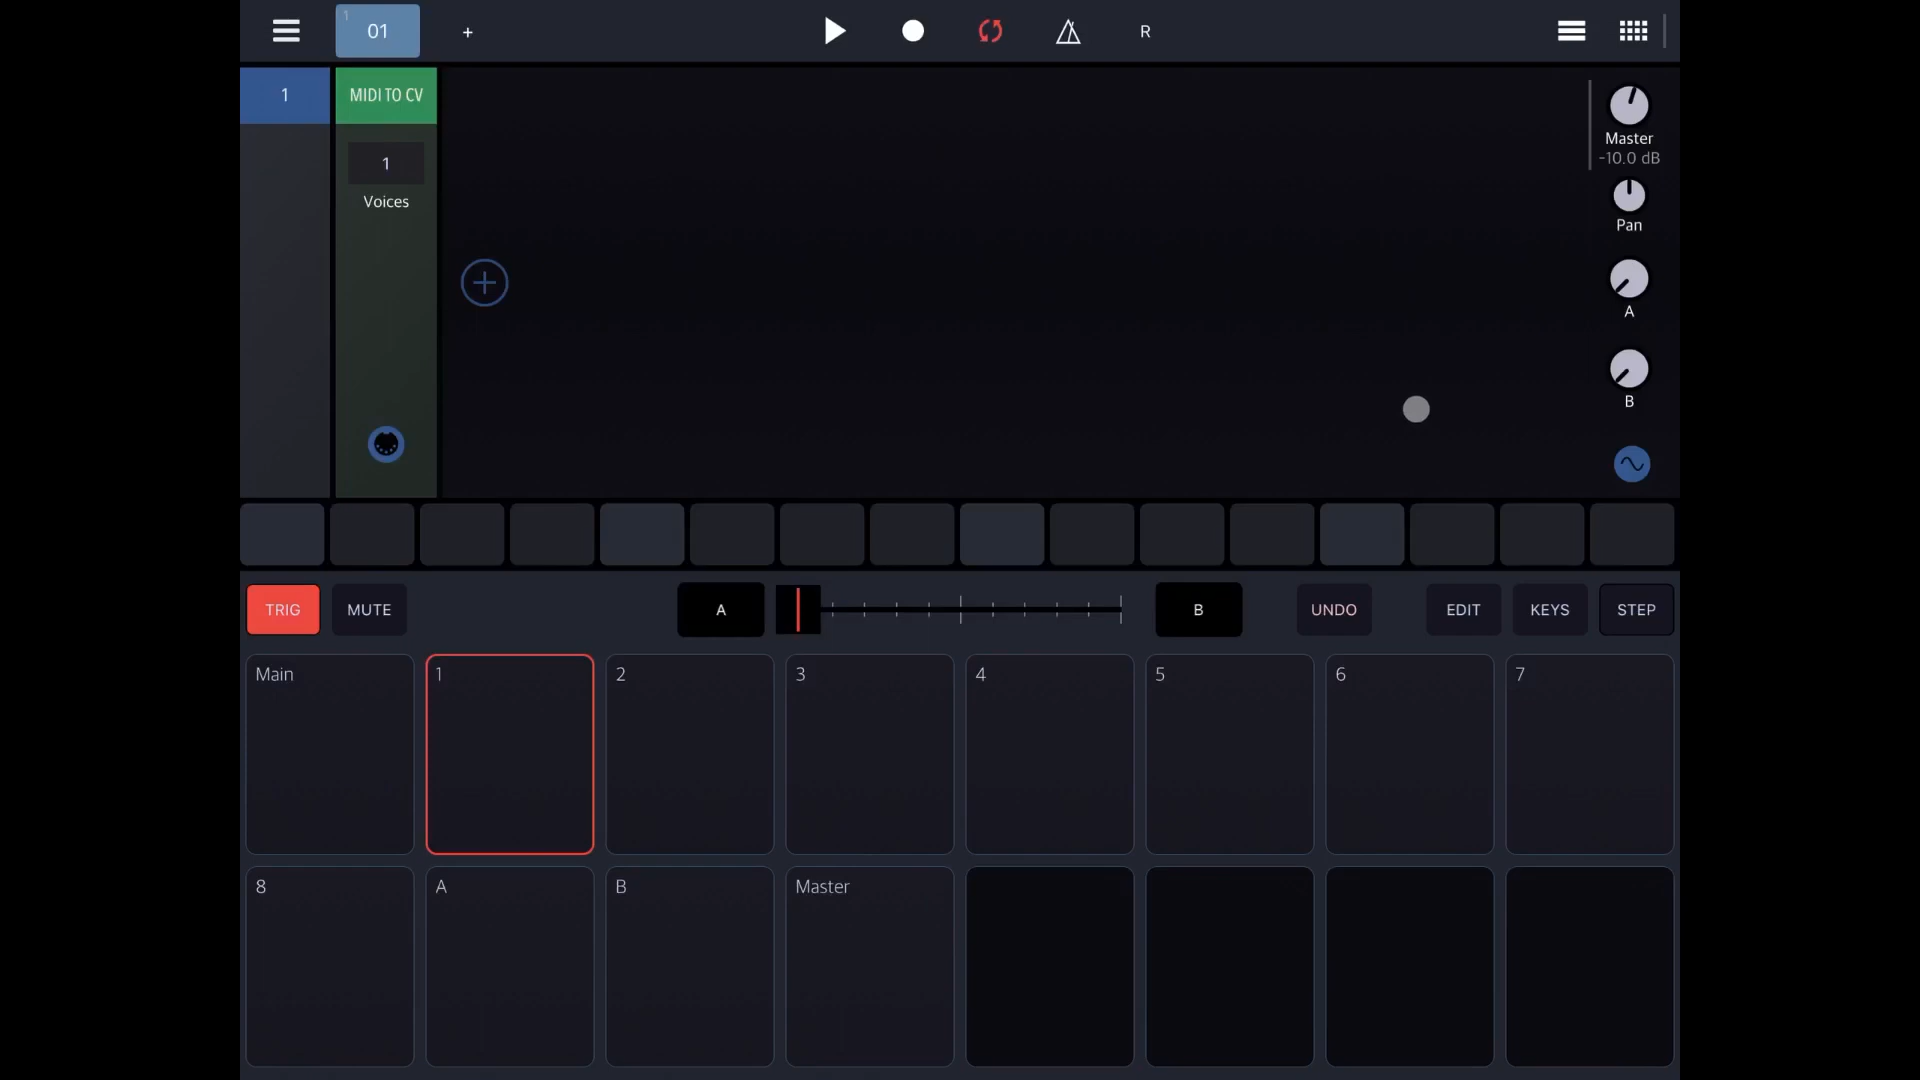 1
01
+
R
1
MIDI TO CV
1
Voices
Master
-10.0 dB
Pan
A
B
TRIG
MUTE
A
B
UNDO
EDIT
KEYS
STEP
Main
1
2
3
4
5
6
7
8
A
B
Master